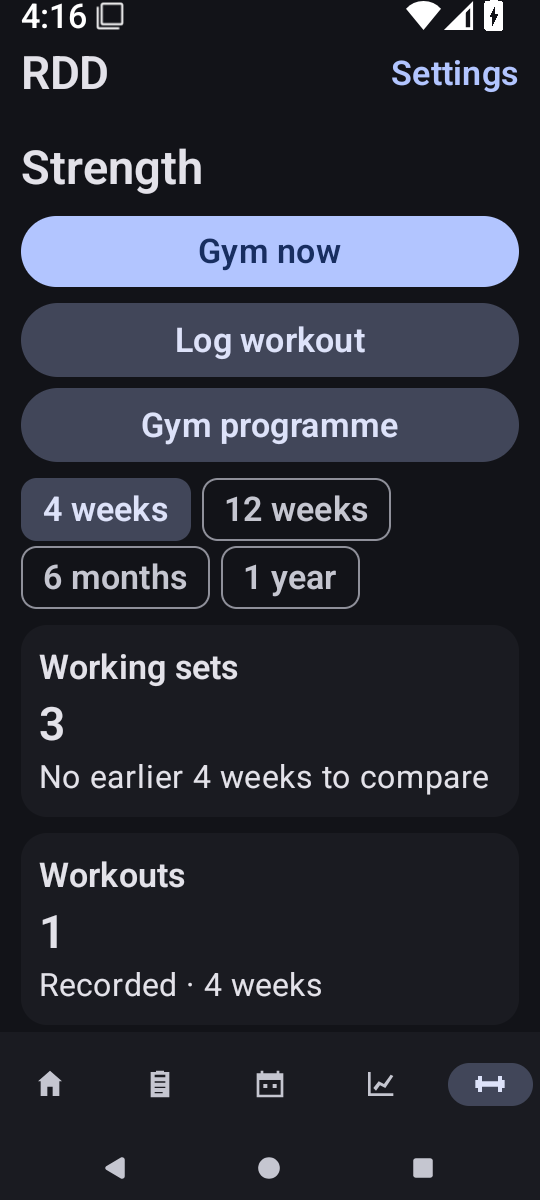 4:16
RDD
Settings
Strength
Gym now
Log workout
Gym programme
4 weeks
12 weeks
6 months
1 year
Working sets
3
No earlier 4 weeks to compare
Workouts
1
Recorded · 4 weeks